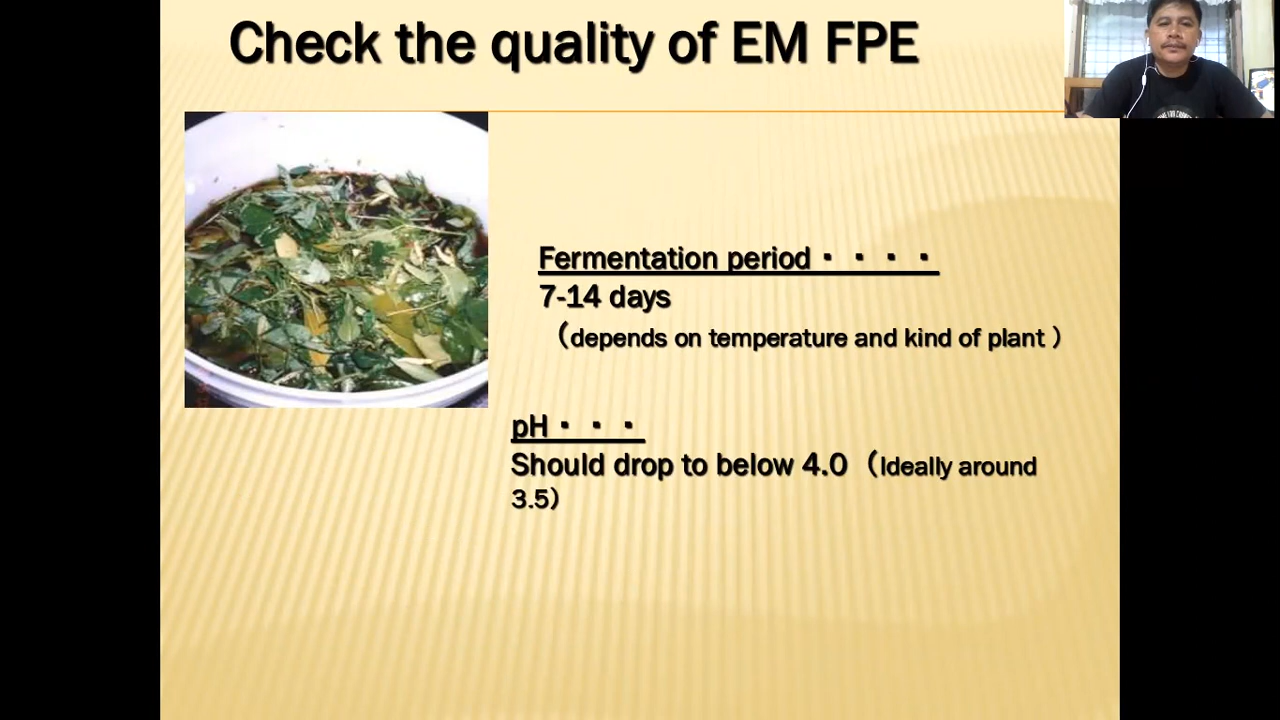 Check the quality of EM FPE
Fermentation period・・・・
7-14 days
（depends on temperature and kind of plant ）
pH・・・
Should drop to below 4.0（Ideally around
3.5）